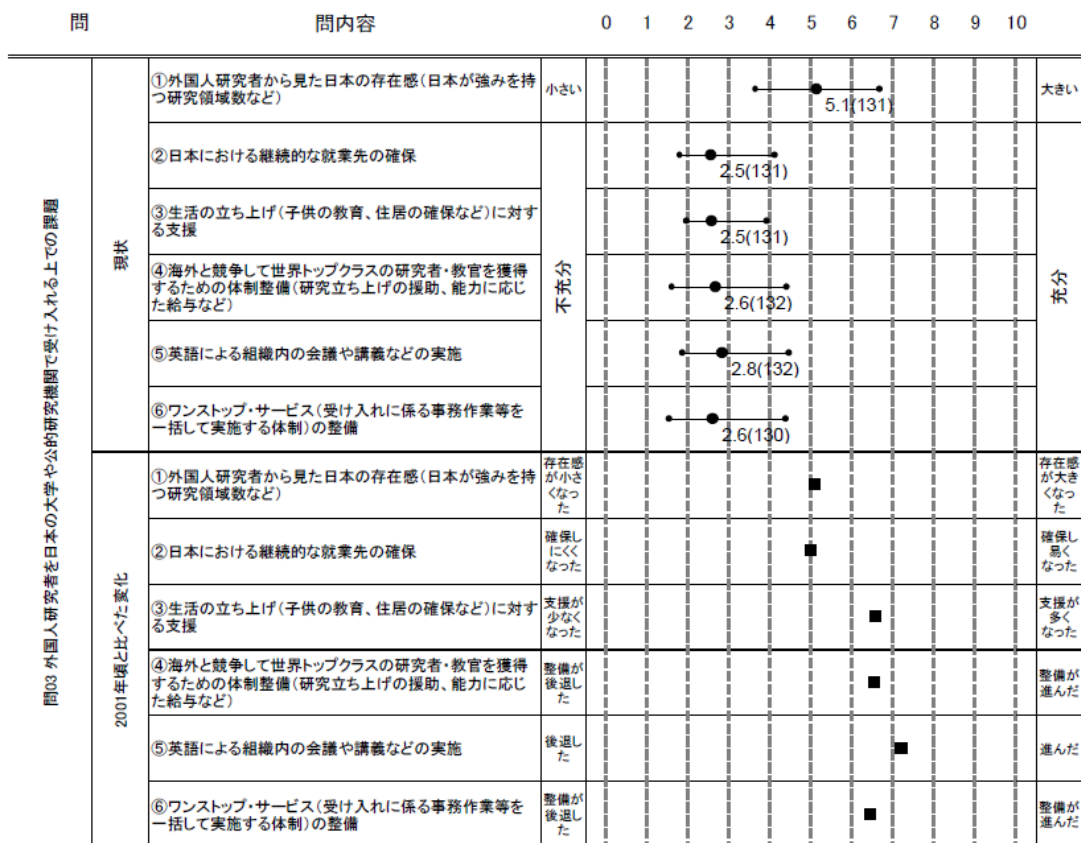 問 問内容 0 1 2 3 4 5 6 7 8 9 10
問03 外国人研究者を日本の大学や公的研究機関で受け入れる上での課題
現状
①外国人研究者から見た日本の存在感(日本が強みを持
つ研究領域数など)
小さい
5.1(131)
大きい
②日本における継続的な就業先の確保
2.5(131)
③生活の立ち上げ(子供の教育、住居の確保など)に対す
る支援
2.5(131)
④海外と競争して世界トップクラスの研究者・教官を獲得
するための体制整備(研究立ち上げの援助、能力に応じ
た給与など)
不充分
2.6(132)
充分
⑤英語による組織内の会議や講義などの実施
2.8(132)
⑥ワンストップ・サービス(受け入れに係る事務作業等を
一括して実施する体制)の整備
2.6(130)
2001年頃と比べた変化
①外国人研究者から見た日本の存在感(日本が強みを持
つ研究領域数など)
存在感
が小さ
くなっ
た
存在感
が大き
くなっ
た
②日本における継続的な就業先の確保
確保し
にくく
なった
確保し
易く
なった
③生活の立ち上げ(子供の教育、住居の確保など)に対す
る支援
支援が
少なく
なった
支援が
多く
なった
④海外と競争して世界トップクラスの研究者・教官を獲得
するための体制整備(研究立ち上げの援助、能力に応じ
た給与など)
整備が
後退し
た
整備が
進んだ
⑤英語による組織内の会議や講義などの実施
後退し
た
進んだ
⑥ワンストップ・サービス(受け入れに係る事務作業等を
一括して実施する体制)の整備
整備が
後退し
た
整備が
進んだ